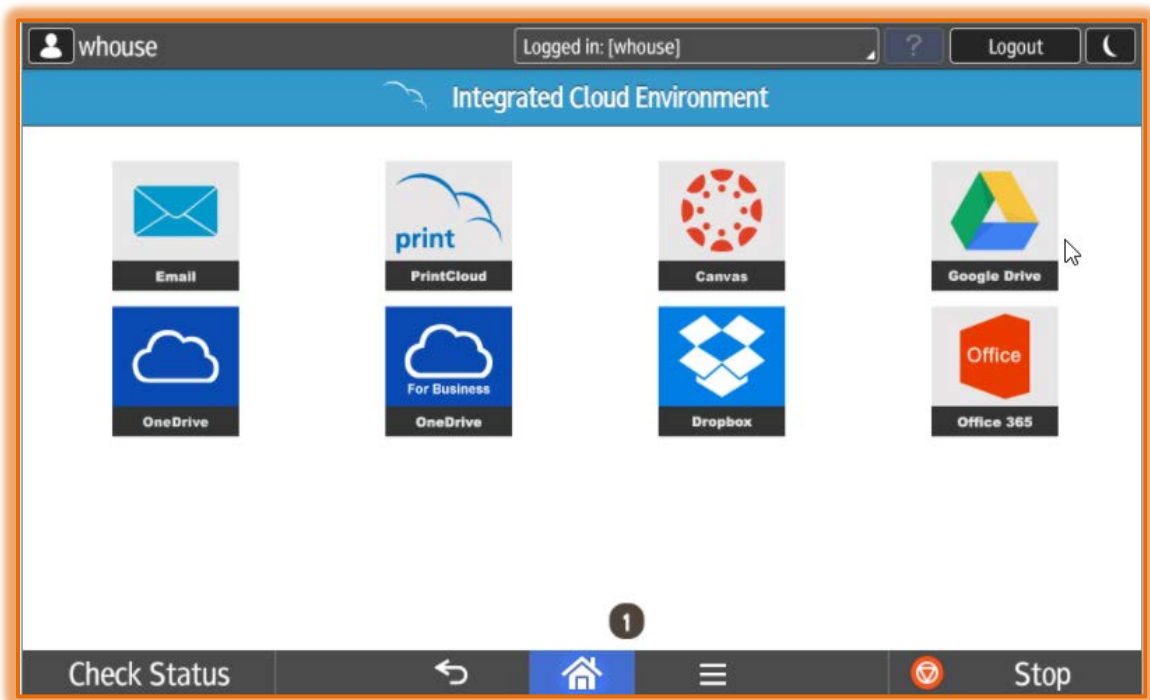 whouse
Logged in: [whouse]
?
Logout
Integrated Cloud Environment
Email
print
PrintCloud
Canvas
Google Drive
OneDrive
For Business
OneDrive
Dropbox
Office
Office 365
1
Check Status
Stop